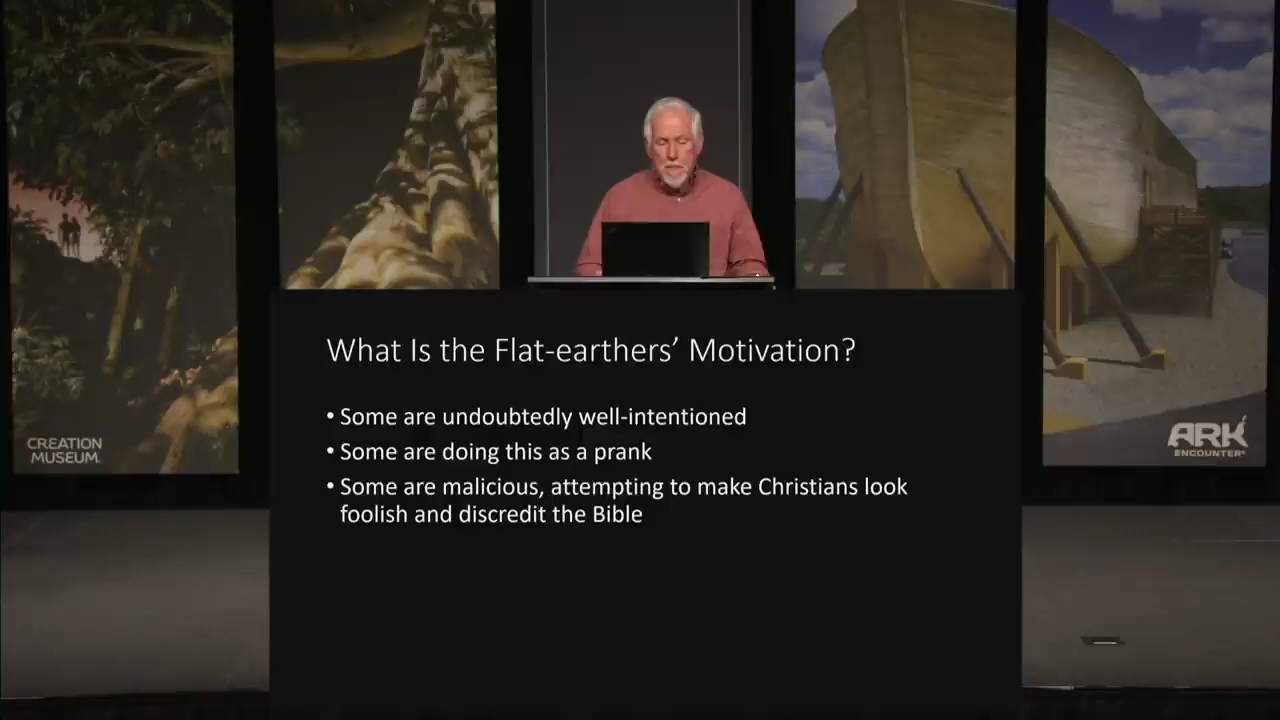 What Is the Flat-earthers’ Motivation?
• Some are undoubtedly well-intentioned
• Some are doing this as a prank
• Some are malicious, attempting to make Christians look
foolish and discredit the Bible
CREATION
MUSEUM
ARK
ENCOUNTER